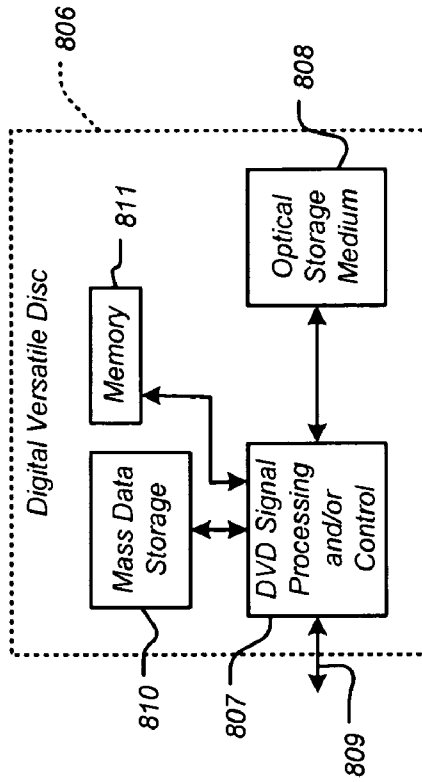 806
Digital Versatile Disc
811
Memory
Mass Data
Storage
810
808
Optical
Storage
Medium
DVD Signal
Processing
and/or
Control
807
809